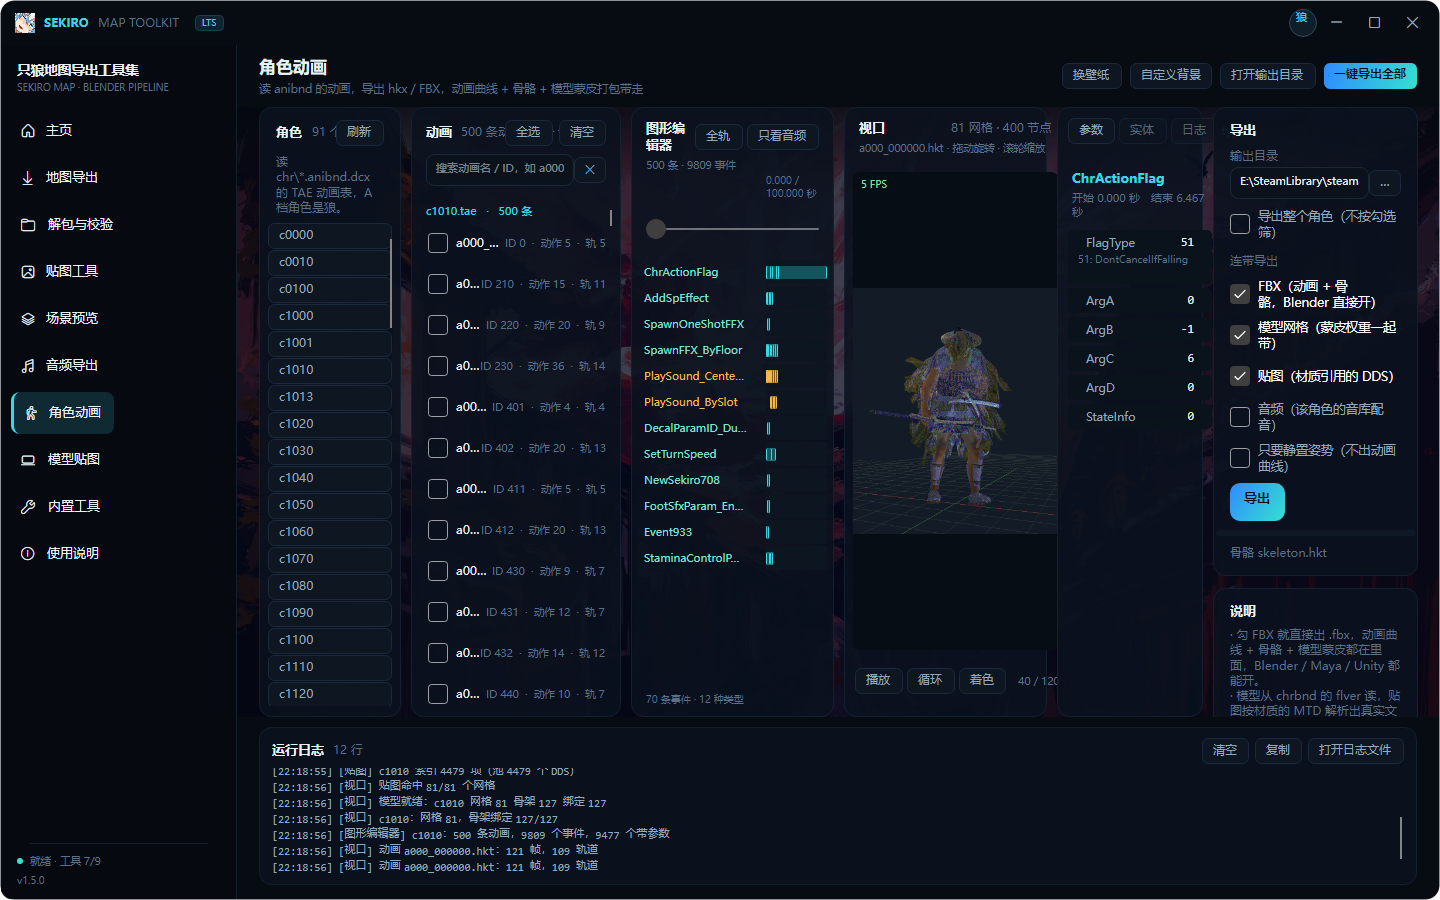 SEKIRO MAP TOOLKIT LTS
狼
只狼地图导出工具集
SEKIRO MAP · BLENDER PIPELINE
主页
地图导出
解包与校验
贴图工具
场景预览
音频导出
角色动画
模型贴图
内置工具
使用说明
就绪 · 工具 7/9
v1.5.0
角色动画
读 anibnd 的动画，导出 hkx / FBX，动画曲线 + 骨骼 + 模型蒙皮打包带走
换壁纸
自定义背景
打开输出目录
一键导出全部
角色 91 个
刷新
读
chr\*.anibnd.dcx
的 TAE 动画表，A
档角色是狼。
c0000
c0010
c0100
c1000
c1001
c1010
c1013
c1020
c1030
c1040
c1050
c1060
c1070
c1080
c1090
c1100
c1110
c1120
动画 500 条动
全选
清空
搜索动画名 / ID，如 a000
c1010.tae · 500 条
a000_... ID 0 · 动作 5 · 轨 5
a0... ID 210 · 动作 15 · 轨 11
a0... ID 220 · 动作 20 · 轨 9
a0... ID 230 · 动作 36 · 轨 14
a00... ID 401 · 动作 4 · 轨 4
a0... ID 402 · 动作 20 · 轨 13
a00... ID 411 · 动作 5 · 轨 5
a0... ID 412 · 动作 20 · 轨 13
a00... ID 430 · 动作 9 · 轨 7
a0... ID 431 · 动作 12 · 轨 7
a0... ID 432 · 动作 14 · 轨 12
a0... ID 440 · 动作 10 · 轨 7
图形编
辑器
全轨
只看音频
500 条 · 9809 事件
0.000 /
100.000 秒
ChrActionFlag
AddSpEffect
SpawnOneShotFFX
SpawnFFX_ByFloor
PlaySound_Cente...
PlaySound_BySlot
DecalParamID_Du...
SetTurnSpeed
NewSekiro708
FootSfxParam_En...
Event933
StaminaControlP...
70 条事件 · 12 种类型
视口 81 网格 · 400 节点
a000_000000.hkt · 拖动旋转 · 滚轮缩放
5 FPS
播放
循环
着色
40 / 120
参数
实体
日志
ChrActionFlag
开始 0.000 秒 结束 6.467
秒
FlagType 51
51: DontCancelIfFalling
ArgA 0
ArgB -1
ArgC 6
ArgD 0
StateInfo 0
导出
输出目录
E:\SteamLibrary\steam
...
导出整个角色（不按勾选
筛）
连带导出
FBX（动画 + 骨
骼，Blender 直接开）
模型网格（蒙皮权重一起
带）
贴图（材质引用的 DDS）
音频（该角色的音库配
音）
只要静置姿势（不出动画
曲线）
导出
骨骼 skeleton.hkt
说明
· 勾 FBX 就直接出 .fbx，动画曲
线 + 骨骼 + 模型蒙皮都在里
面，Blender / Maya / Unity 都
能开。
· 模型从 chrbnd 的 flver 读，贴
图按材质的 MTD 解析出真实文
运行日志 12 行
清空
复制
打开日志文件
[22:18:55] [贴图] c1010 索引 4479 项（池 4479 个 DDS）
[22:18:56] [视口] 贴图命中 81/81 个网格
[22:18:56] [视口] 模型就绪: c1010 网格 81 骨架 127 绑定 127
[22:18:56] [视口] c1010：网格 81，骨架绑定 127/127
[22:18:56] [图形编辑器] c1010：500 条动画，9809 个事件，9477 个带参数
[22:18:56] [视口] 动画 a000_000000.hkt：121 帧，109 轨道
[22:18:56] [视口] 动画 a000_000000.hkt：121 帧，109 轨道